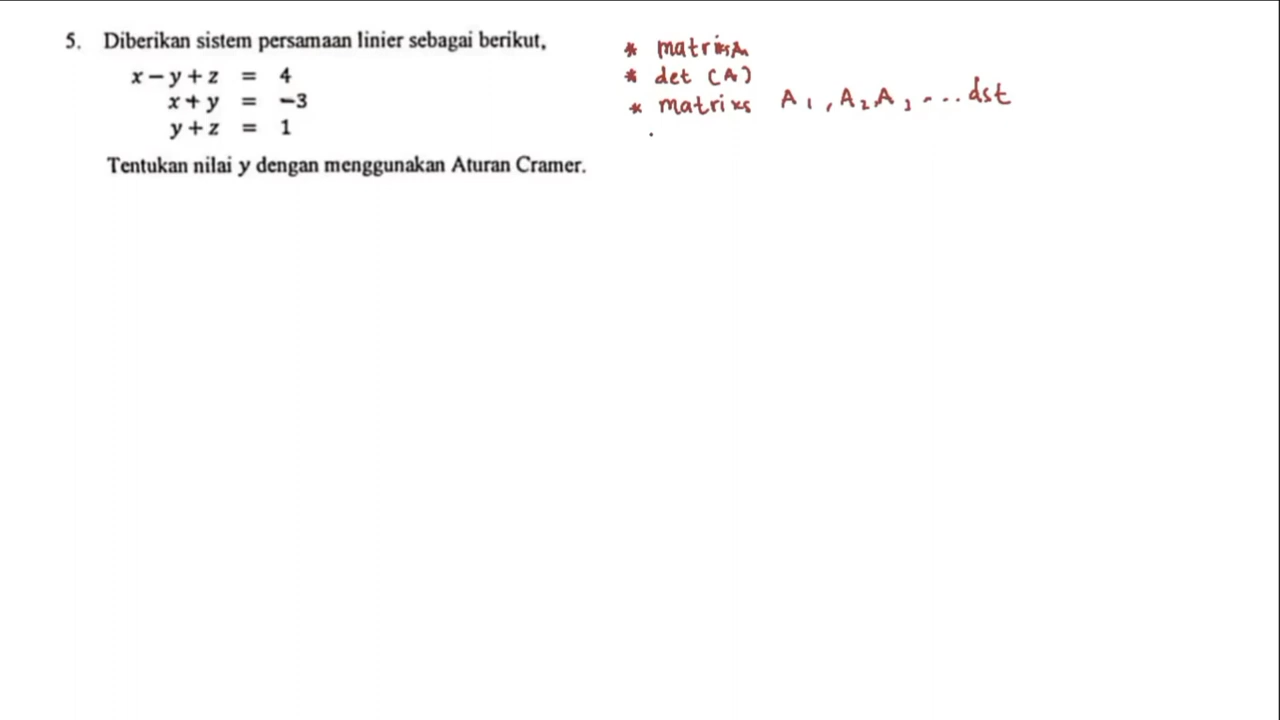 5. Diberikan sistem persamaan linier sebagai berikut,
x − y + z = 4
x + y = −3
y + z = 1
Tentukan nilai y dengan menggunakan Aturan Cramer.
* matriks A
* det (A)
* matriks A₁, A₂ A₃ ... dst